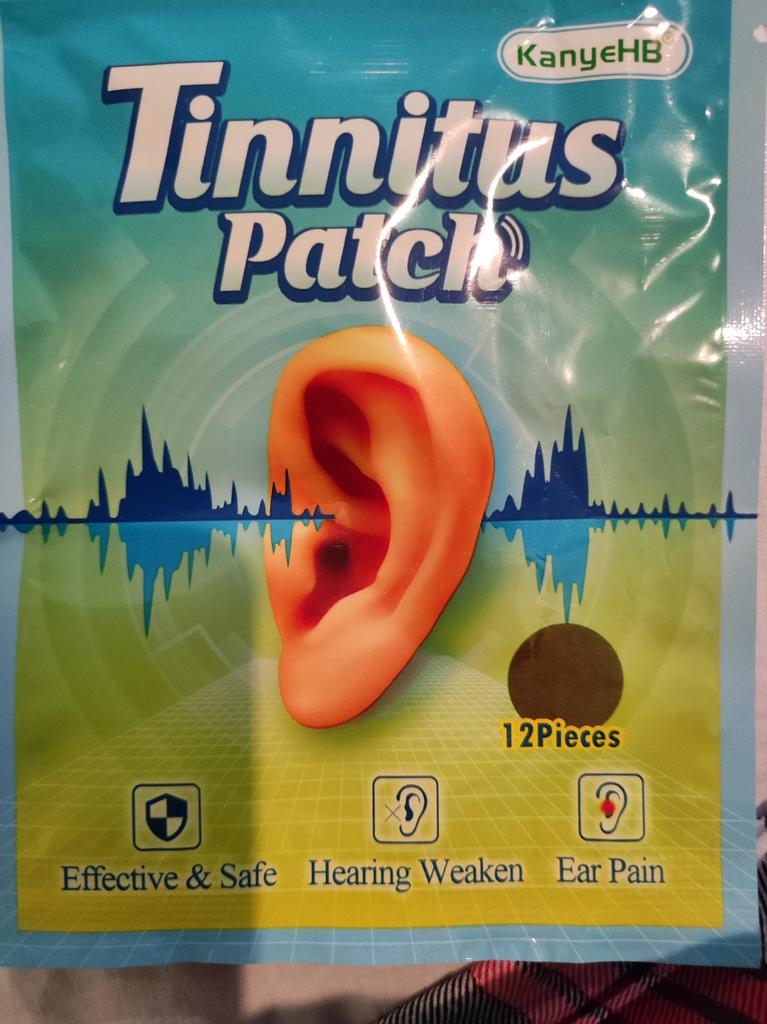 KanyeHB®
Tinnitus
Patch
12Pieces
Effective & Safe
Hearing Weaken
Ear Pain